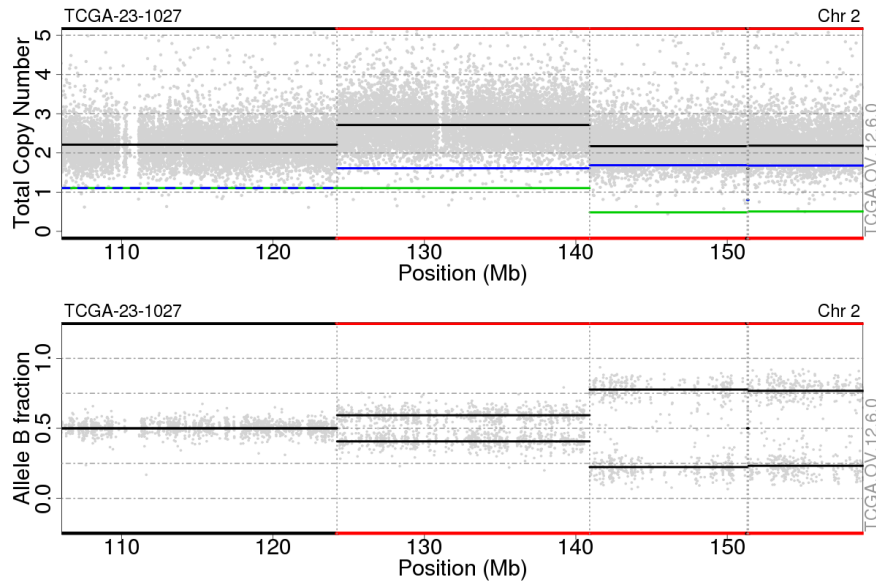 TCGA-23-1027 Chr 2
Total Copy Number
5
4
3
2
1
0
110 120 130 140 150
Position (Mb)
TCGA OV 12.6.0
TCGA-23-1027 Chr 2
Allele B fraction
1.0
0.5
0.0
110 120 130 140 150
Position (Mb)
TCGA OV 12.6.0